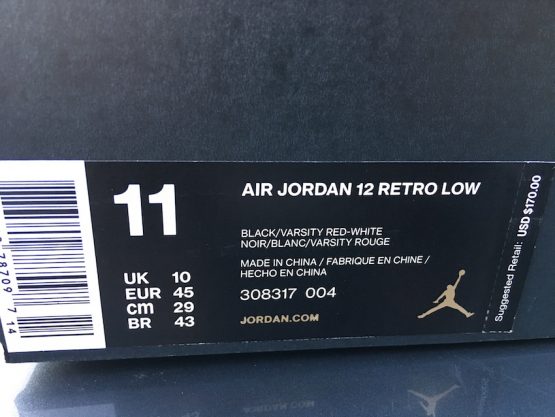 11
AIR JORDAN 12 RETRO LOW
BLACK/VARSITY RED-WHITE
NOIR/BLANC/VARSITY ROUGE
MADE IN CHINA / FABRIQUE EN CHINE /
HECHO EN CHINA
308317 004
JORDAN.COM
UK 10
EUR 45
cm 29
BR 43
Suggested Retail: USD $170.00